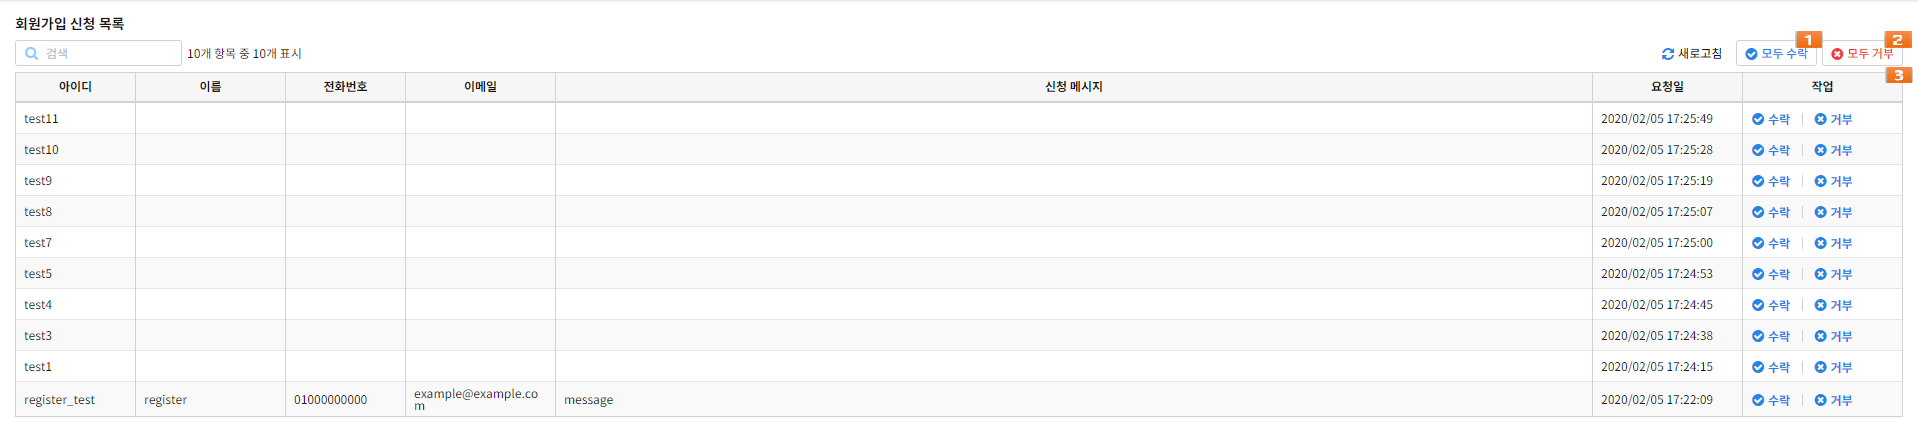 회원가입 신청 목록
검색 10개 항목 중 10개 표시 새로고침 모두 수락 1 모두 거부 2
3
아이디 이름 전화번호 이메일 신청 메시지 요청일 작업
test11 2020/02/05 17:25:49 수락 거부
test10 2020/02/05 17:25:28 수락 거부
test9 2020/02/05 17:25:19 수락 거부
test8 2020/02/05 17:25:07 수락 거부
test7 2020/02/05 17:25:00 수락 거부
test5 2020/02/05 17:24:53 수락 거부
test4 2020/02/05 17:24:45 수락 거부
test3 2020/02/05 17:24:38 수락 거부
test1 2020/02/05 17:24:15 수락 거부
register_test register 01000000000 example@example.co
m message 2020/02/05 17:22:09 수락 거부